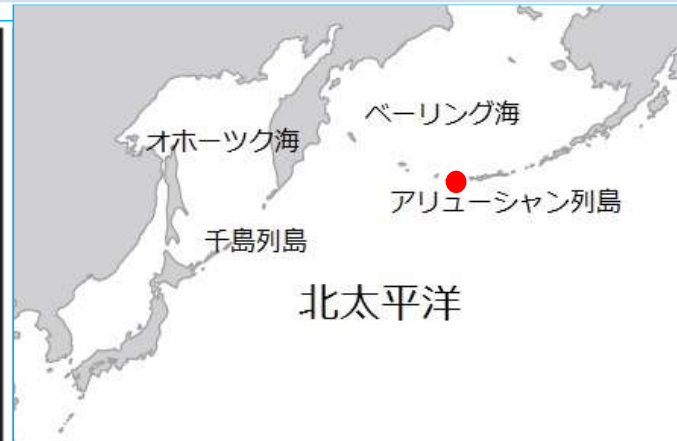 ベーリング海
オホーツク海
アリューシャン列島
千島列島
北太平洋